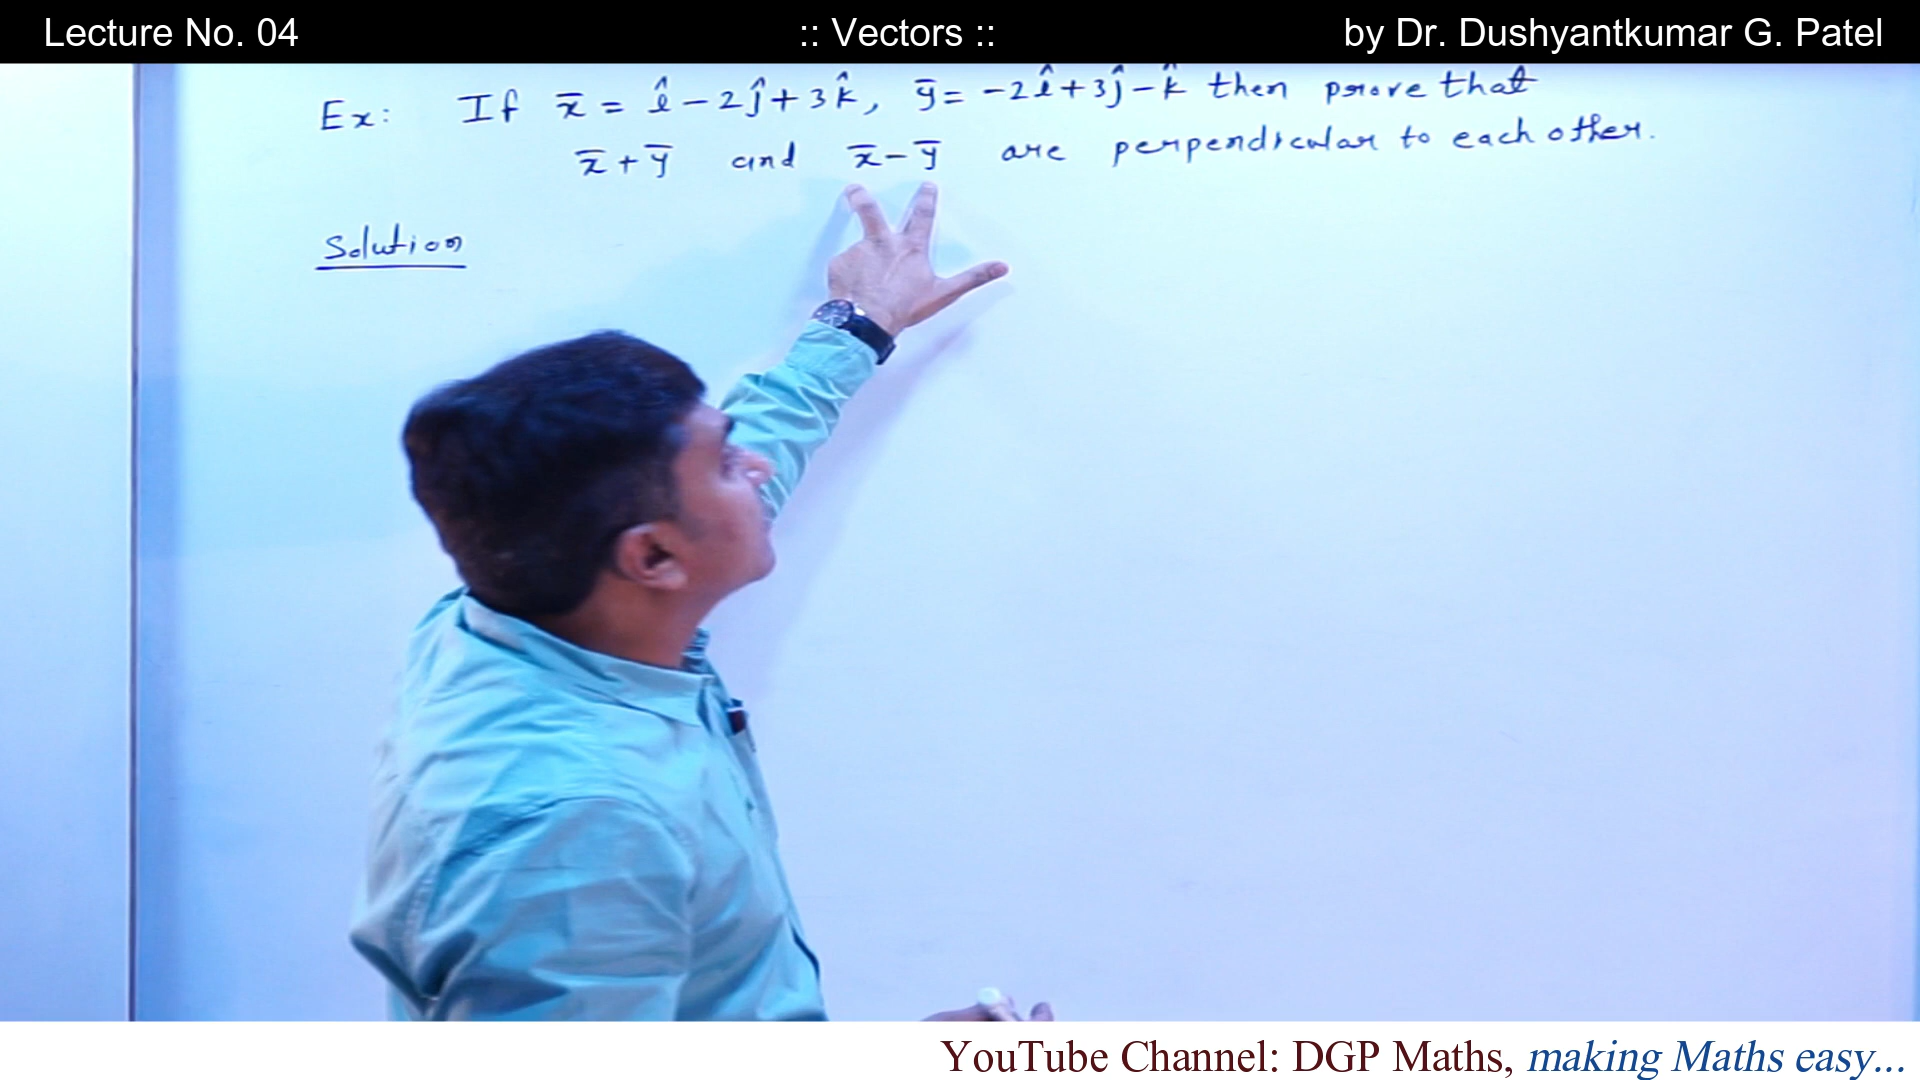 Lecture No. 04 :: Vectors :: by Dr. Dushyantkumar G. Patel
Ex: If x̅ = î - 2ĵ + 3k̂, y̅ = -2î + 3ĵ - k̂ then prove that
x̅ + y̅ and x̅ - y̅ are perpendicular to each other.
Solution
YouTube Channel: DGP Maths, making Maths easy...